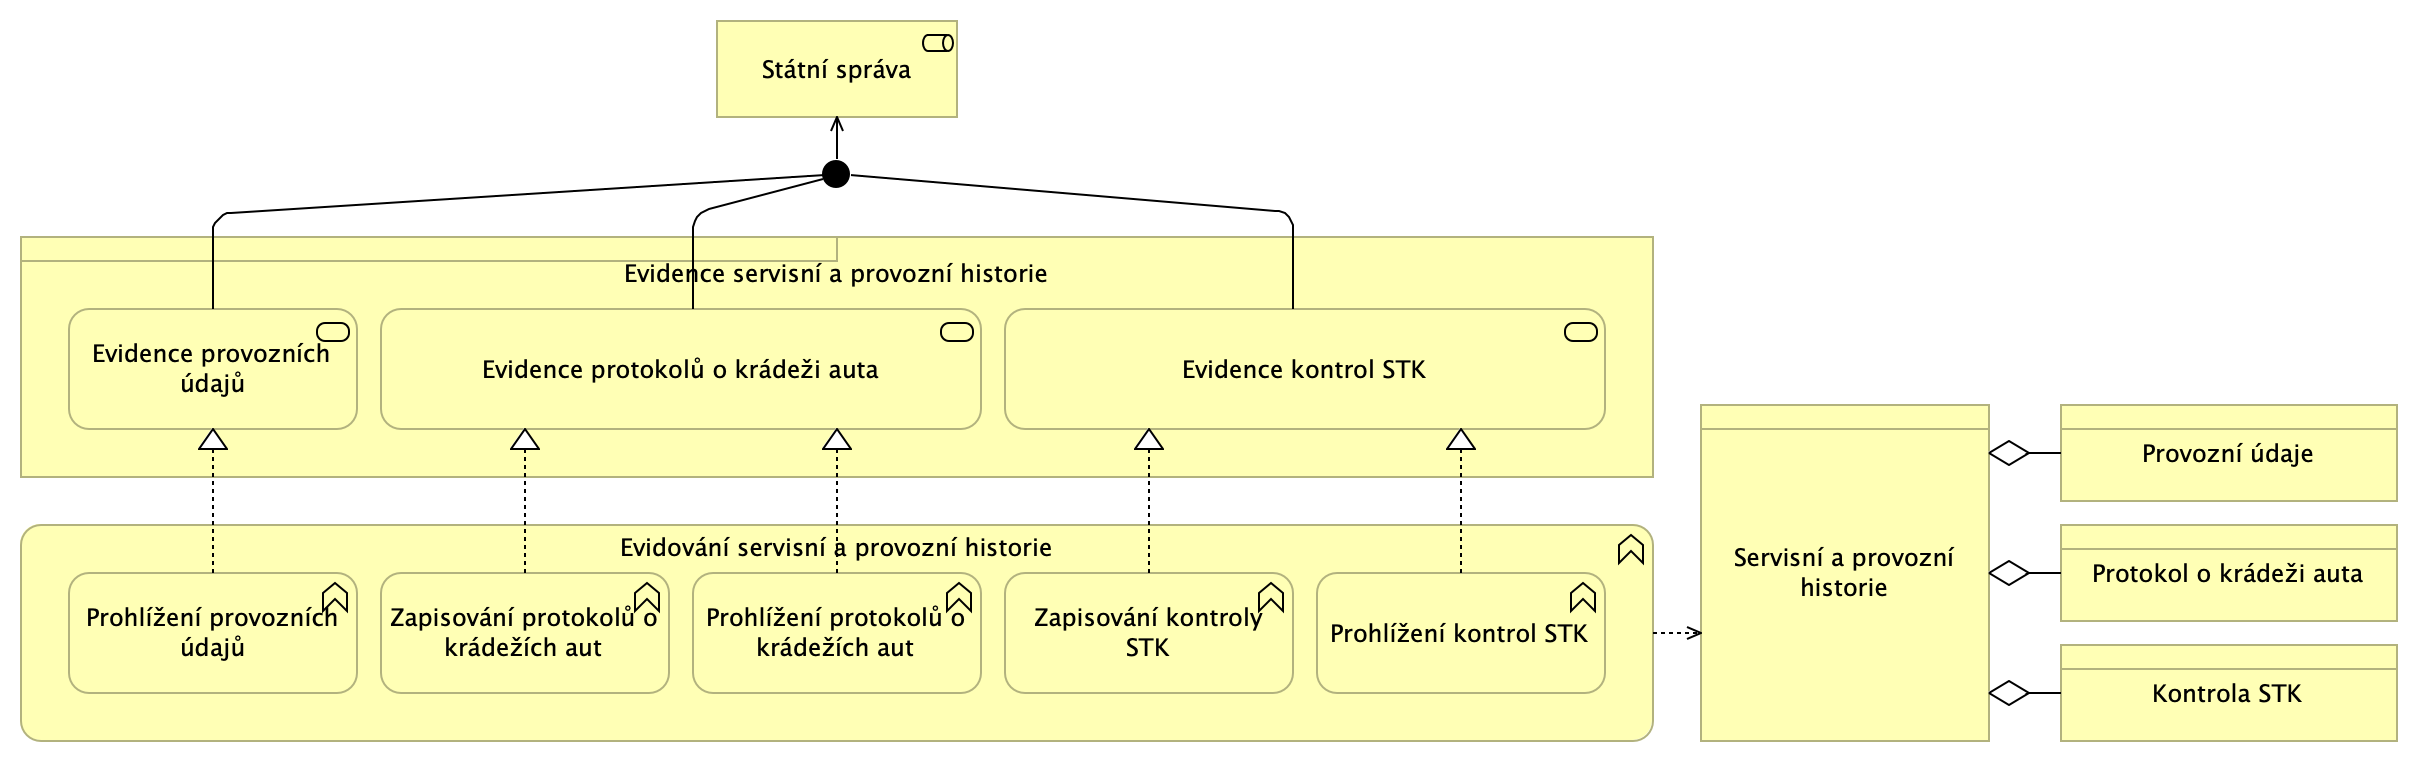 Státní správa
Evidence servisní a provozní historie
Evidence provozních
údajů
Evidence protokolů o krádeži auta
Evidence kontrol STK
Evidování servisní a provozní historie
Prohlížení provozních
údajů
Zapisování protokolů o
krádežích aut
Prohlížení protokolů o
krádežích aut
Zapisování kontroly
STK
Prohlížení kontrol STK
Servisní a provozní
historie
Provozní údaje
Protokol o krádeži auta
Kontrola STK